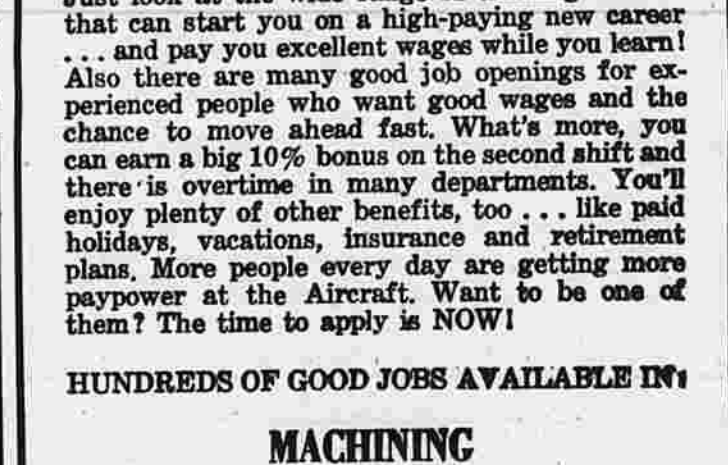 that can start you on a high-paying new career
... and pay you excellent wages while you learn!
Also there are many good job openings for ex-
perienced people who want good wages and the
chance to move ahead fast. What's more, you
can earn a big 10% bonus on the second shift and
there is overtime in many departments. You'll
enjoy plenty of other benefits, too ... like paid
holidays, vacations, insurance and retirement
plans. More people every day are getting more
paypower at the Aircraft. Want to be one of
them? The time to apply is NOW!
HUNDREDS OF GOOD JOBS AVAILABLE IN:
MACHINING